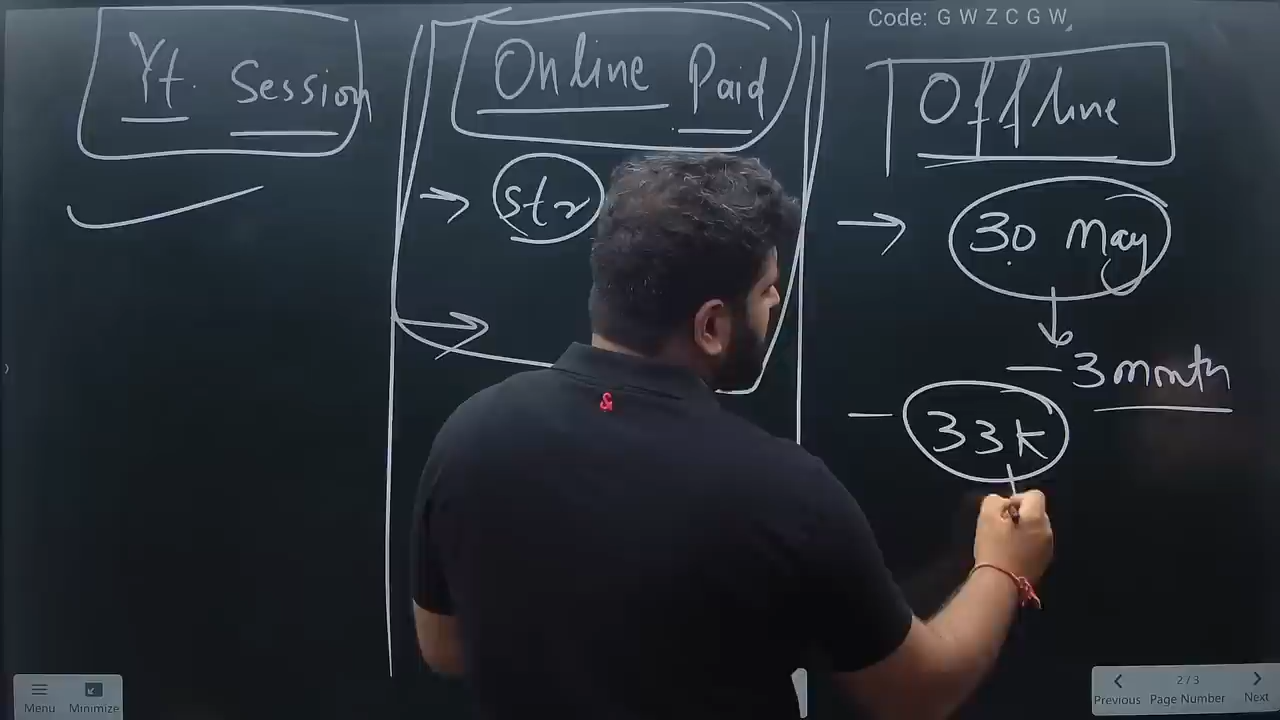 Code: G W Z C G W
Yt. Session
Online Paid
Offline
→ str
→ 30 May
→
— 3 month
— 33k
&
Menu
Minimize
2/3
Previous
Page Number
Next